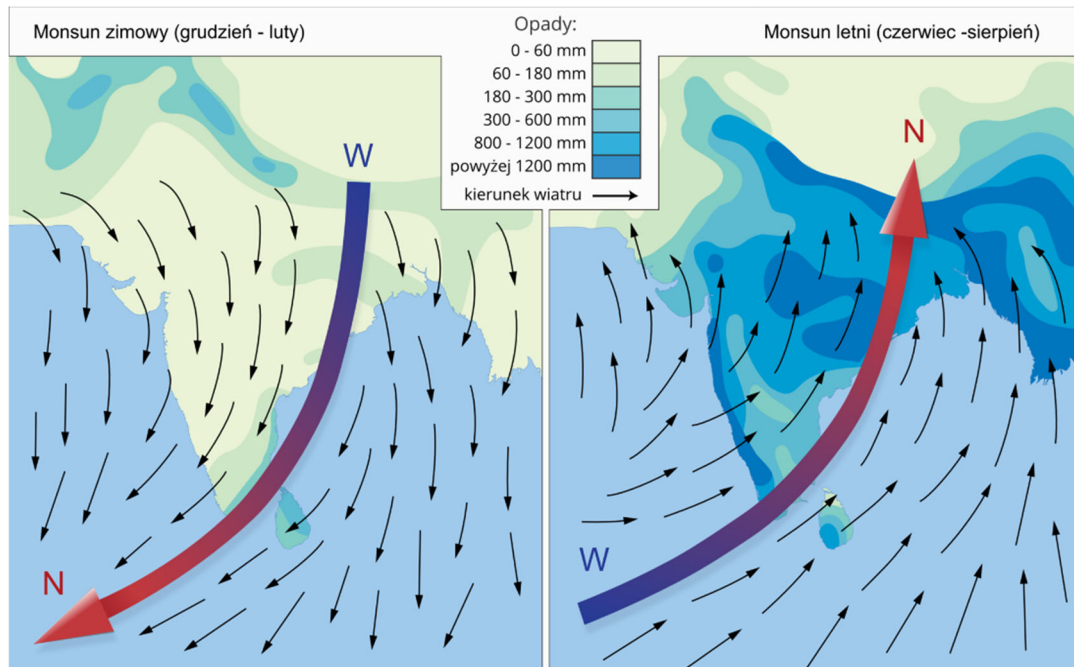 Monsun zimowy (grudzień - luty)
Opady:
0 - 60 mm
60 - 180 mm
180 - 300 mm
300 - 600 mm
800 - 1200 mm
powyżej 1200 mm
kierunek wiatru
Monsun letni (czerwiec -sierpień)
W
N
N
W